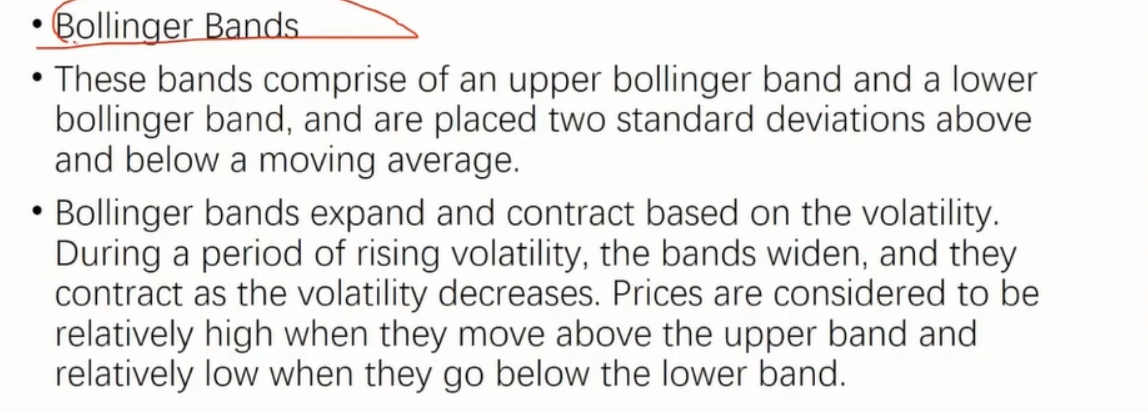 • Bollinger Bands
• These bands comprise of an upper bollinger band and a lower
bollinger band, and are placed two standard deviations above
and below a moving average.
• Bollinger bands expand and contract based on the volatility.
During a period of rising volatility, the bands widen, and they
contract as the volatility decreases. Prices are considered to be
relatively high when they move above the upper band and
relatively low when they go below the lower band.